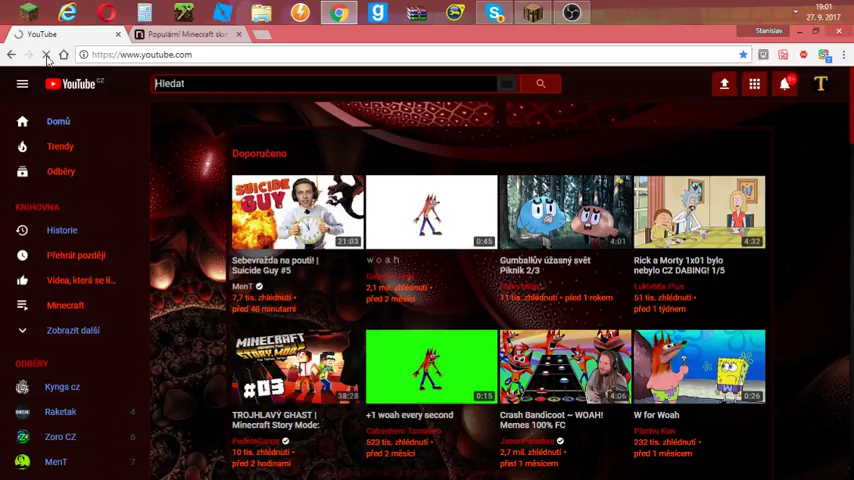 19:01
27. 9. 2017
YouTube
Populární Minecraft sk
Stanislav
https://www.youtube.com
YouTube CZ
Hledat
9+
T
Domů
Trendy
Odběry
KNIHOVNA
Historie
Přehrát později
Videa, která se lí...
Minecraft
Zobrazit další
ODBĚRY
Kyngs cz
Raketak 4
Zoro CZ 6
MenT 7
Doporučeno
SUICIDE GUY
21:03
0:45
4:01
4:32
Sebevražda na pouti! |
Suicide Guy #5
MenT
7,7 tis. zhlédnutí •
před 46 minutami
w o a h
2,1 mil. zhlédnutí •
před 2 měsíci
Gumballův úžasný svět
Piknik 2/3
11 tis. zhlédnutí • před 1 rokem
Rick a Morty 1x01 bylo
nebylo CZ DABING! 1/5
51 tis. zhlédnutí •
před 1 týdnem
MINECRAFT
STORY MODE
#03
38:28
0:15
4:06
0:26
TROJHLAVÝ GHAST |
Minecraft Story Mode:
10 tis. zhlédnutí •
před 2 hodinami
+1 woah every second
523 tis. zhlédnutí •
před 2 měsíci
Crash Bandicoot ~ WOAH!
Memes 100% FC
2,7 mil. zhlédnutí •
před 1 měsícem
W for Woah
232 tis. zhlédnutí •
před 1 měsícem